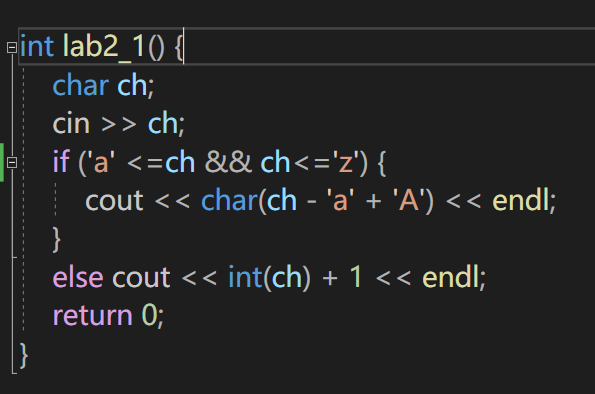 int lab2_1() {
char ch;
cin >> ch;
if ('a' <=ch && ch<='z') {
cout << char(ch - 'a' + 'A') << endl;
}
else cout << int(ch) + 1 << endl;
return 0;
}